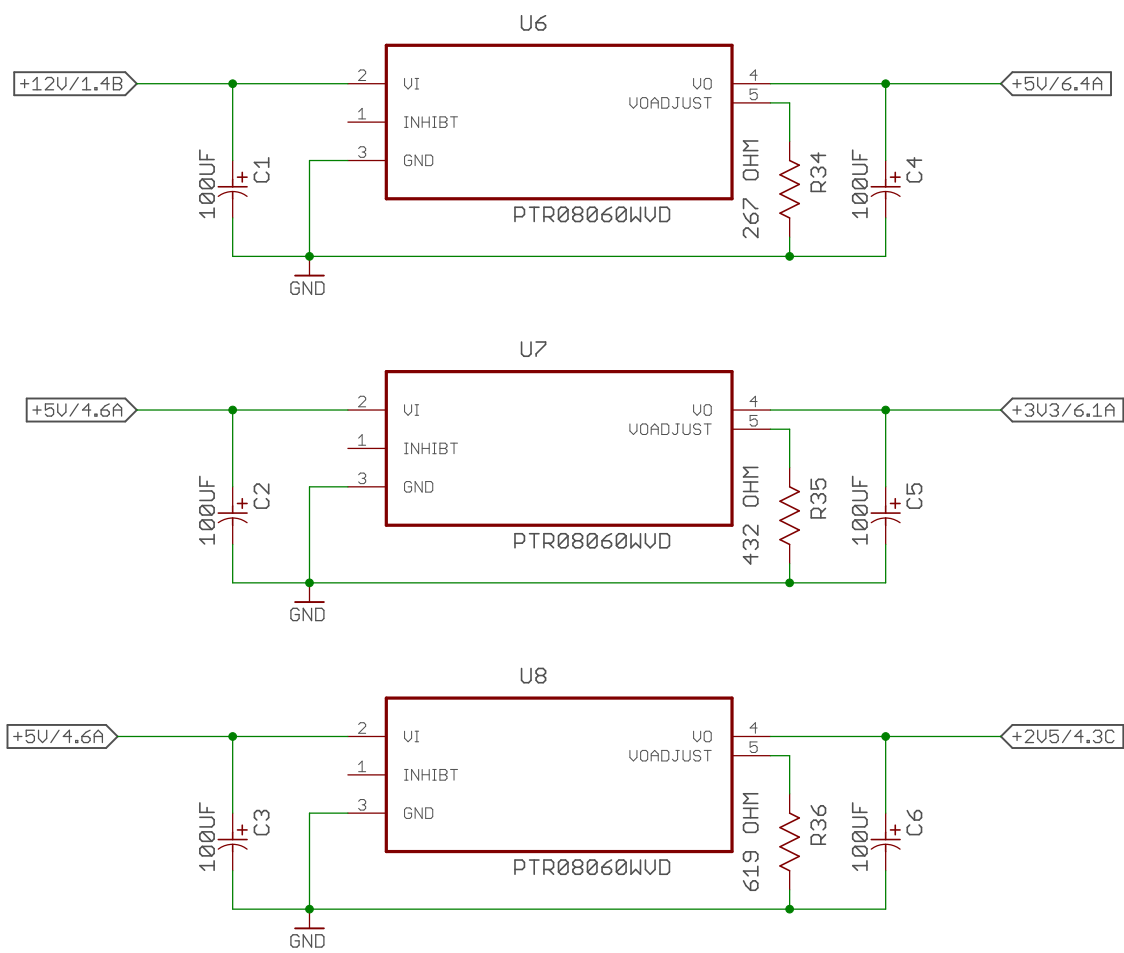 U6
+12V/1.4B
2
VI
VO
4
+5V/6.4A
VOADJUST
5
1
INHIBT
3
GND
100UF
C1
267 OHM
R34
100UF
C4
PTR08060WVD
GND
U7
+5V/4.6A
2
VI
VO
4
+3V3/6.1A
VOADJUST
5
1
INHIBT
3
GND
100UF
C2
432 OHM
R35
100UF
C5
PTR08060WVD
GND
U8
+5V/4.6A
2
VI
VO
4
+2V5/4.3C
VOADJUST
5
1
INHIBT
3
GND
100UF
C3
619 OHM
R36
100UF
C6
PTR08060WVD
GND